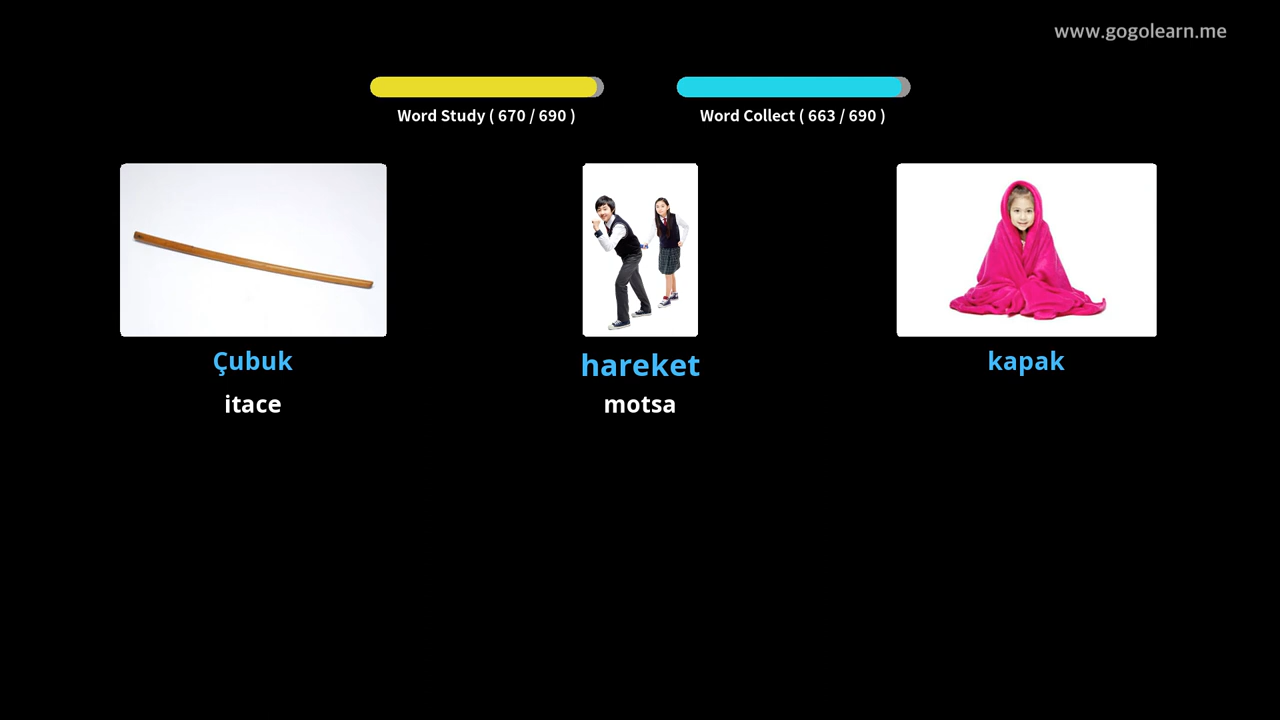 www.gogolearn.me
Word Study ( 670 / 690 )
Word Collect ( 663 / 690 )
Çubuk
hareket
kapak
itace
motsa